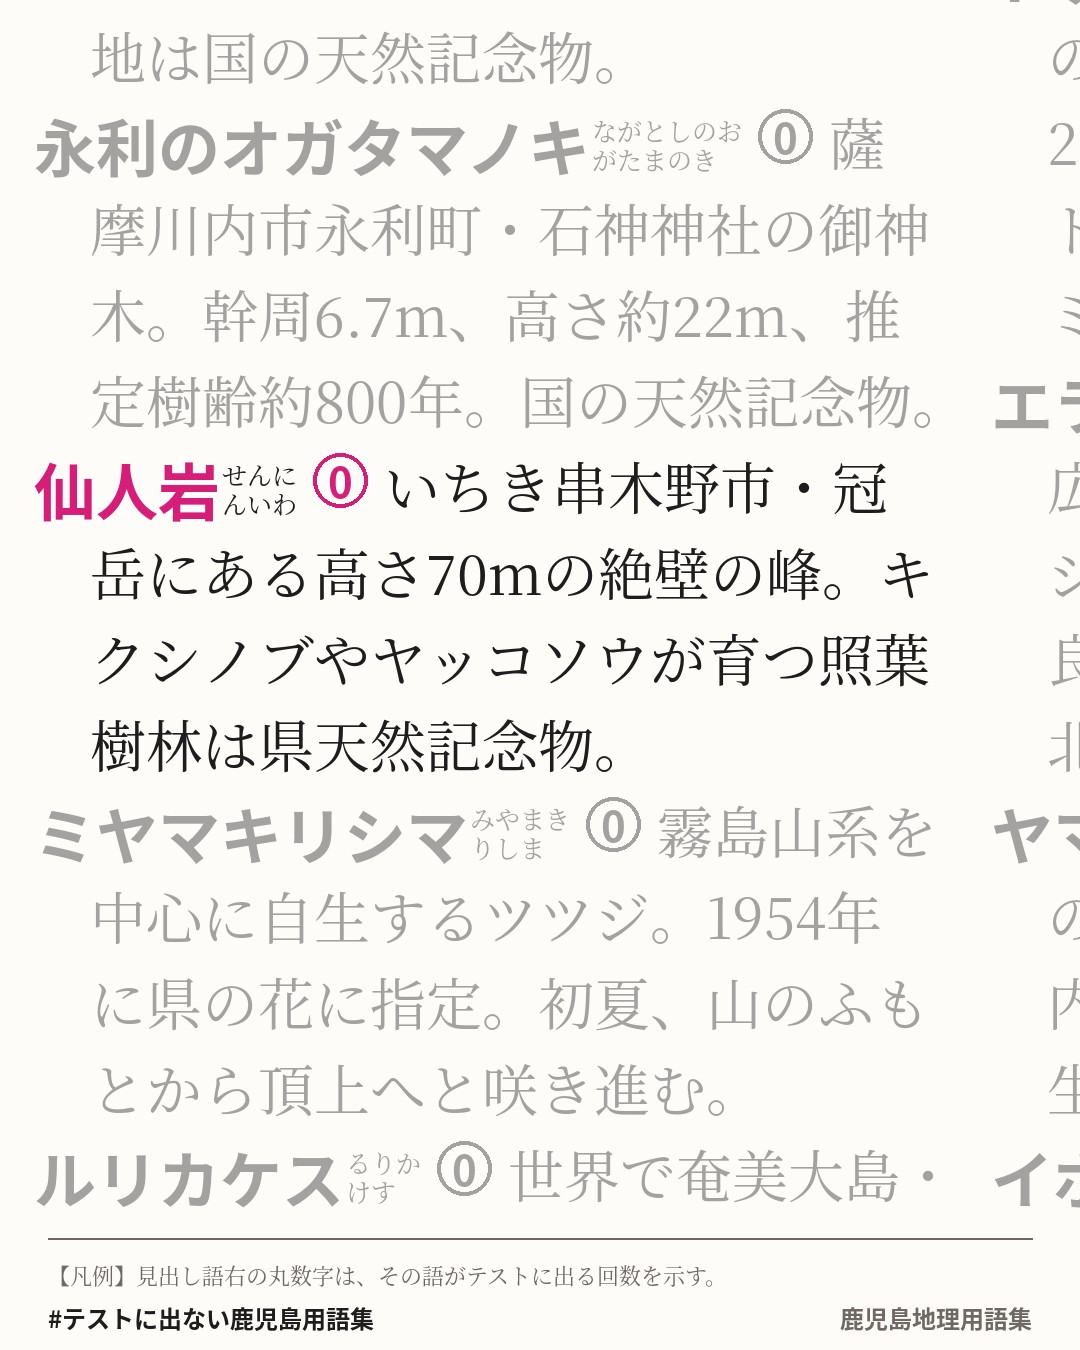 地は国の天然記念物。
永利のオガタマノキ ながとしのおがたまのき ⓪ 薩
摩川内市永利町・石神神社の御神
木。幹周6.7m、高さ約22m、推
定樹齢約800年。国の天然記念物。
仙人岩 せんにんいわ ⓪ いちき串木野市・冠
岳にある高さ70mの絶壁の峰。キ
クシノブやヤッコソウが育つ照葉
樹林は県天然記念物。
ミヤマキリシマ みやまきりしま ⓪ 霧島山系を
中心に自生するツツジ。1954年
に県の花に指定。初夏、山のふも
とから頂上へと咲き進む。
ルリカケス るりかけす ⓪ 世界で奄美大島・
の
2
ミ
エ
広
シ
北
ヤマ
の
内
生
イ
【凡例】見出し語右の丸数字は、その語がテストに出る回数を示す。
#テストに出ない鹿児島用語集
鹿児島地理用語集